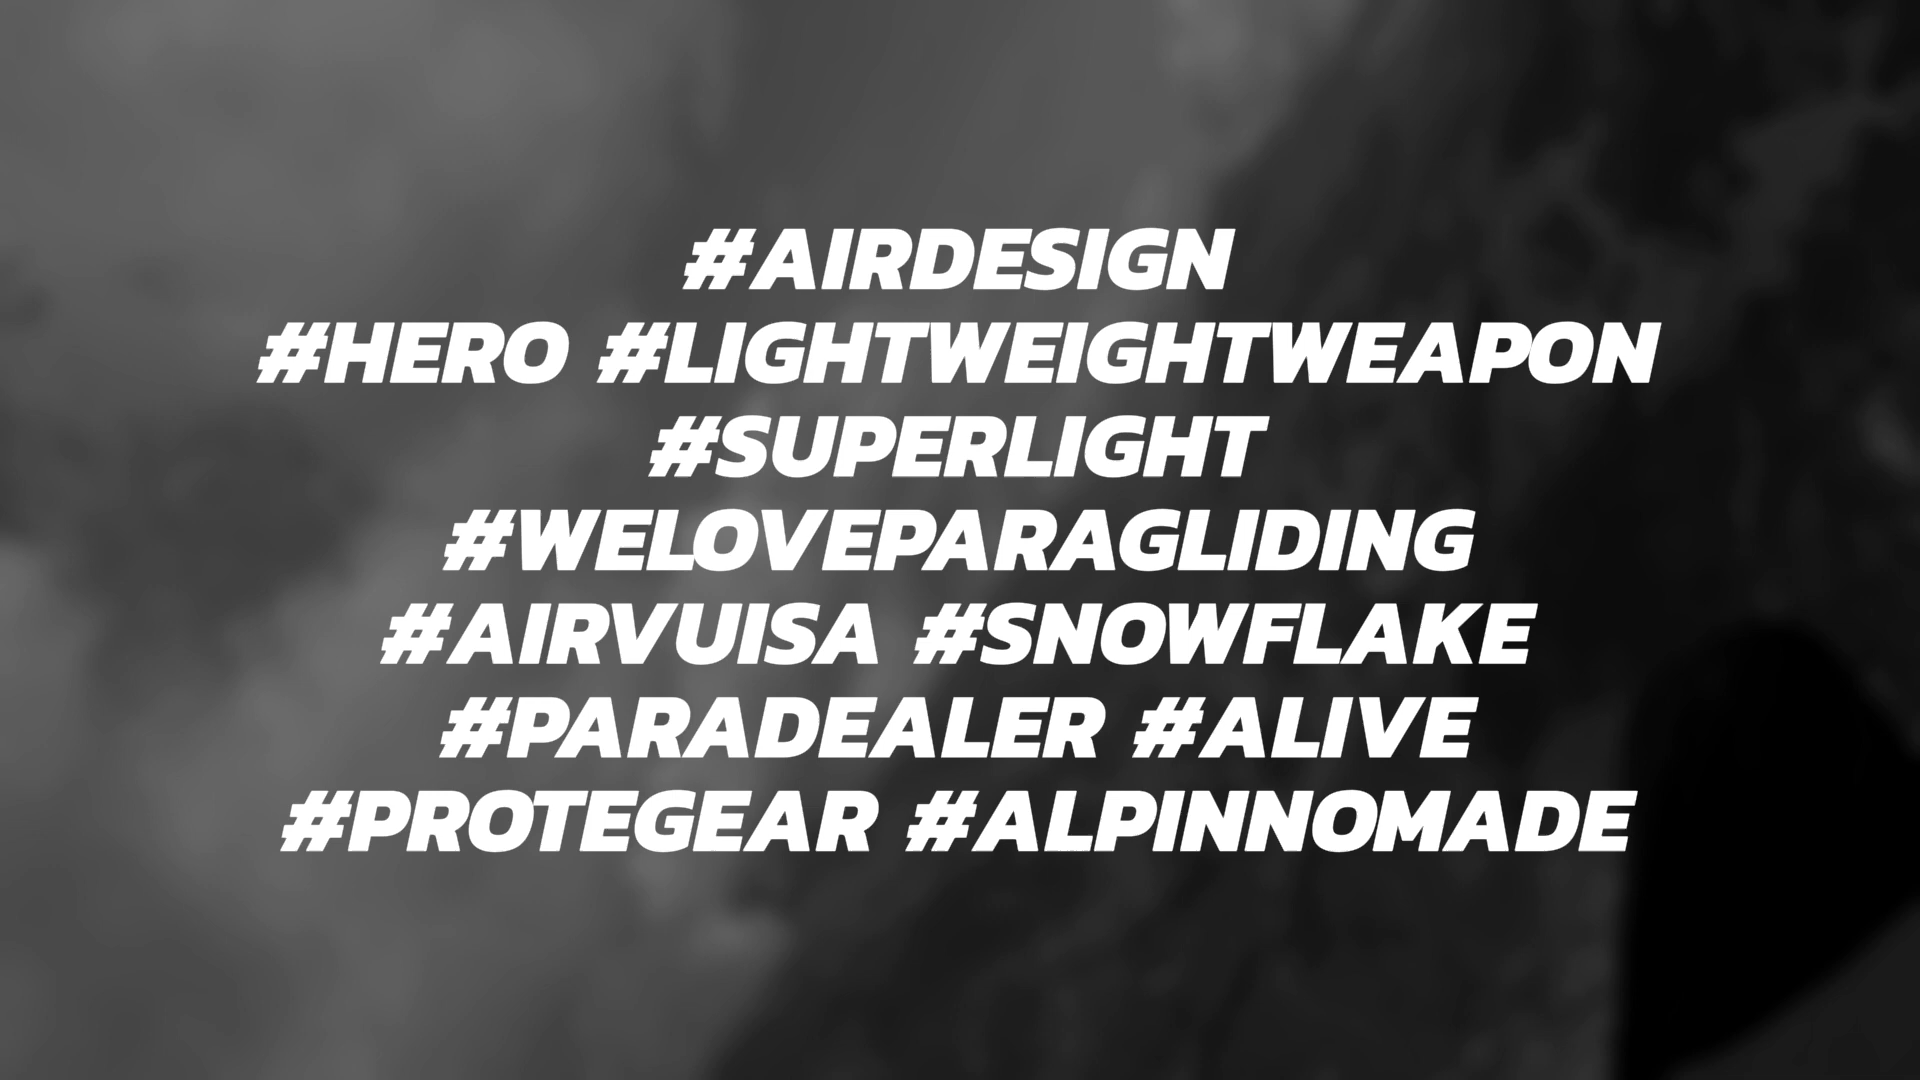 #AIRDESIGN
#HERO #LIGHTWEIGHTWEAPON
#SUPERLIGHT
#WELOVEPARAGLIDING
#AIRVUISA #SNOWFLAKE
#PARADEALER #ALIVE
#PROTEGEAR #ALPINNOMADE